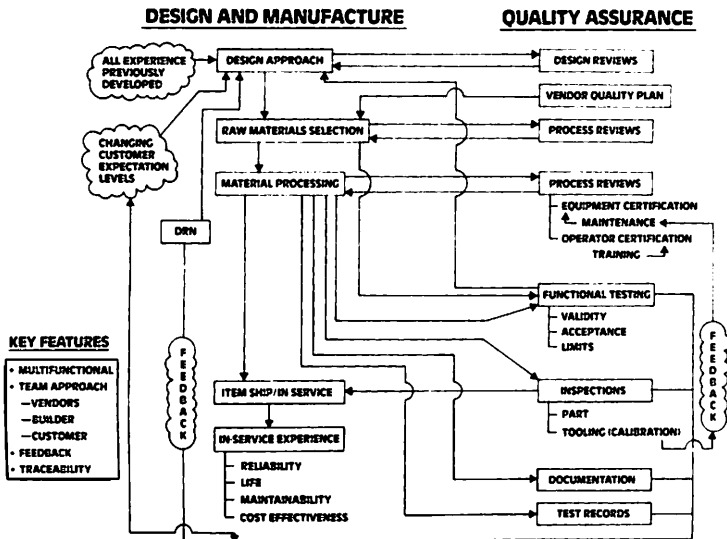 DESIGN AND MANUFACTURE
QUALITY ASSURANCE
ALL EXPERIENCE
PREVIOUSLY
DEVELOPED
DESIGN APPROACH
DESIGN REVIEWS
VENDOR QUALITY PLAN
RAW MATERIALS SELECTION
PROCESS REVIEWS
CHANGING
CUSTOMER
EXPECTATION
LEVELS
MATERIAL PROCESSING
PROCESS REVIEWS
EQUIPMENT CERTIFICATION
MAINTENANCE
OPERATOR CERTIFICATION
TRAINING
DRN
FUNCTIONAL TESTING
VALIDITY
ACCEPTANCE
LIMITS
KEY FEATURES
• MULTIFUNCTIONAL
• TEAM APPROACH
—VENDORS
—BUILDER
—CUSTOMER
• FEEDBACK
• TRACEABILITY
FEEDBACK
FEEDBACK
ITEM SHIP/IN SERVICE
INSPECTIONS
PART
TOOLING (CALIBRATION)
IN-SERVICE EXPERIENCE
RELIABILITY
LIFE
MAINTAINABILITY
COST EFFECTIVENESS
DOCUMENTATION
TEST RECORDS